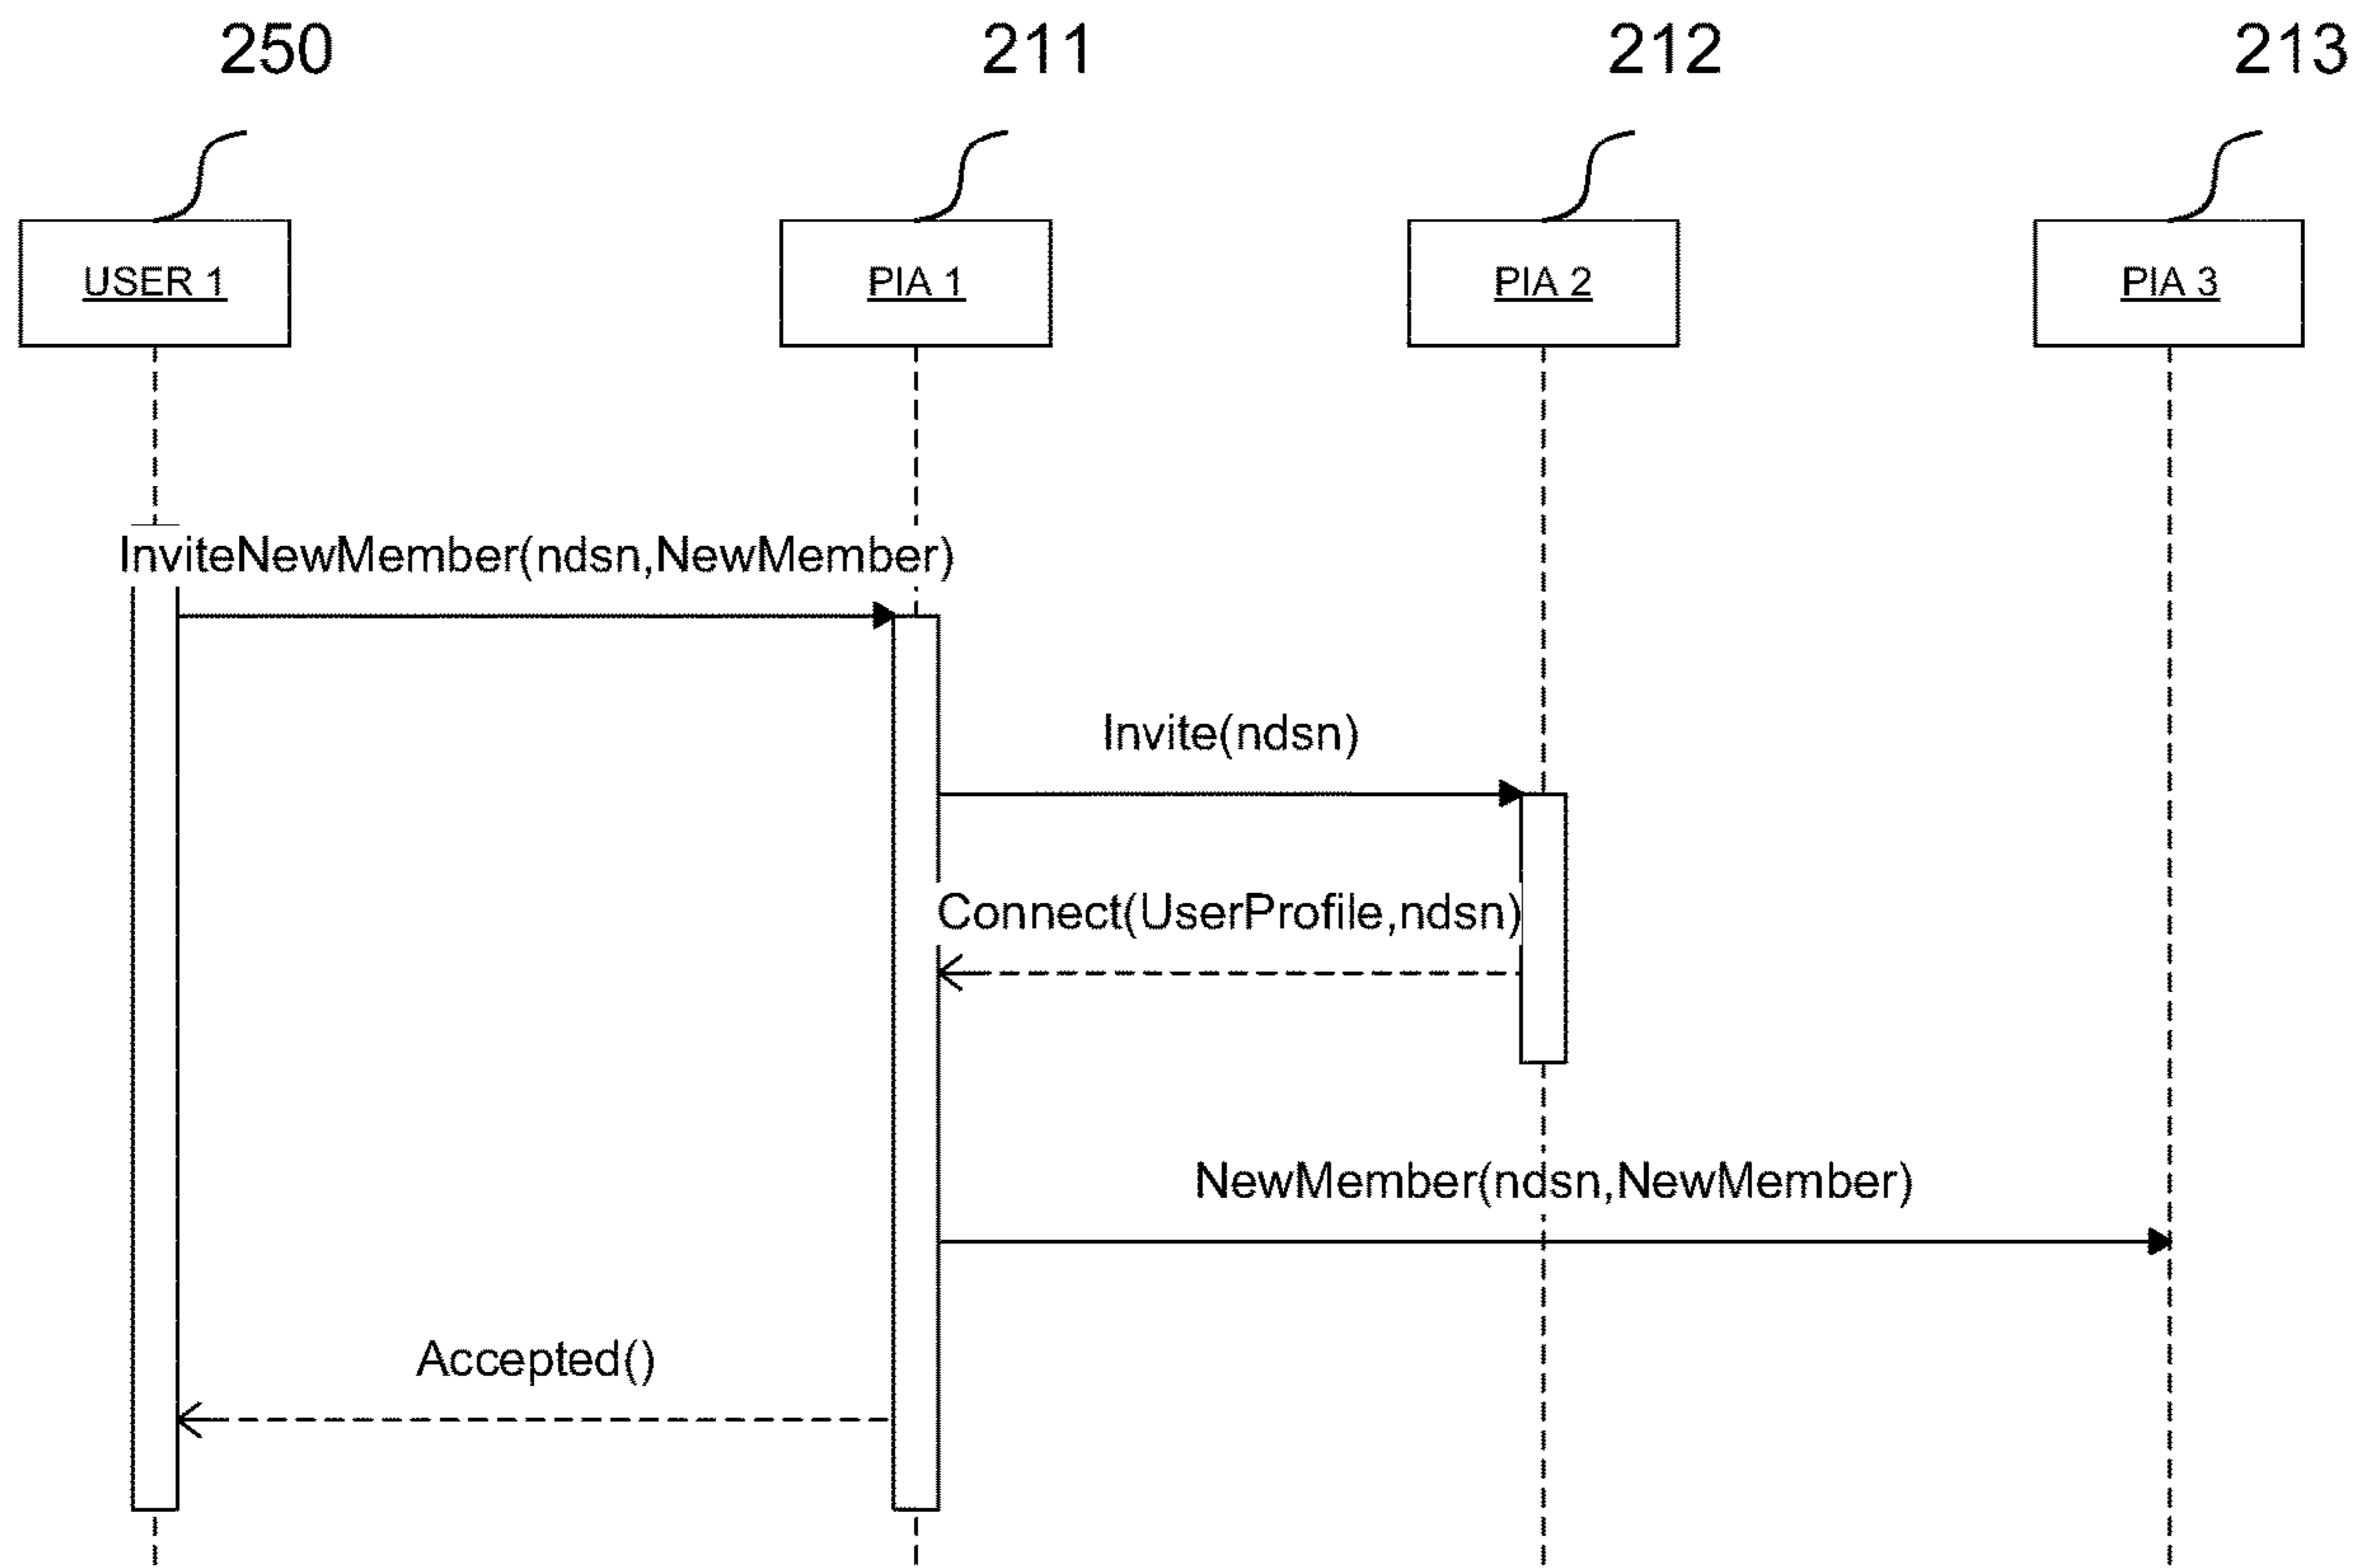 250
211
212
213
USER 1
PIA 1
PIA 2
PIA 3
InviteNewMember(ndsn,NewMember)
Invite(ndsn)
Connect(UserProfile,ndsn)
NewMember(ndsn,NewMember)
Accepted()